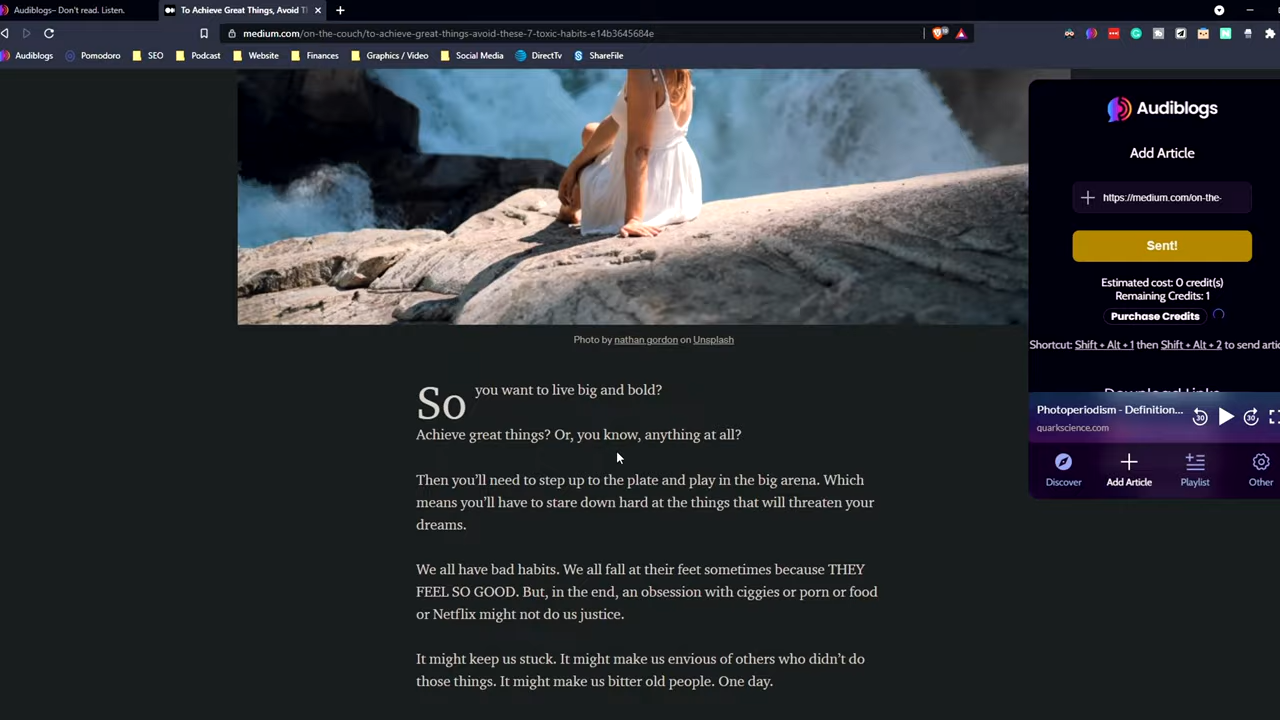 Audiblogs– Don't read. Listen.
To Achieve Great Things, Avoid T
medium.com/on-the-couch/to-achieve-great-things-avoid-these-7-toxic-habits-e14b3645684e
Audiblogs
Pomodoro
SEO
Podcast
Website
Finances
Graphics / Video
Social Media
DirectTv
ShareFile
Audiblogs
Add Article
https://medium.com/on-the-
Sent!
Estimated cost: 0 credit(s)
Remaining Credits: 1
Purchase Credits
Shortcut: Shift + Alt + 1 then Shift + Alt + 2 to send artic
Download Links
Photoperiodism - Definition...
quarkscience.com
30
30
Discover
Add Article
Playlist
Other
Photo by nathan gordon on Unsplash
So you want to live big and bold?
Achieve great things? Or, you know, anything at all?
Then you’ll need to step up to the plate and play in the big arena. Which
means you’ll have to stare down hard at the things that will threaten your
dreams.
We all have bad habits. We all fall at their feet sometimes because THEY
FEEL SO GOOD. But, in the end, an obsession with ciggies or porn or food
or Netflix might not do us justice.
It might keep us stuck. It might make us envious of others who didn’t do
those things. It might make us bitter old people. One day.